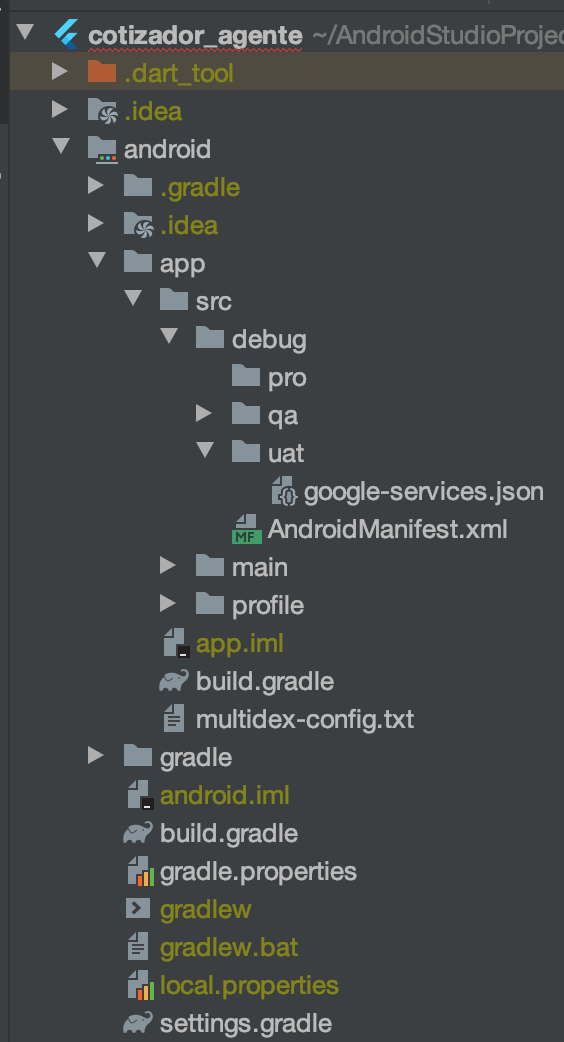 cotizador_agente ~/AndroidStudioProjec
.dart_tool
.idea
android
.gradle
.idea
app
src
debug
pro
qa
uat
google-services.json
MF AndroidManifest.xml
main
profile
app.iml
build.gradle
multidex-config.txt
gradle
android.iml
build.gradle
gradle.properties
gradlew
gradlew.bat
local.properties
settings.gradle